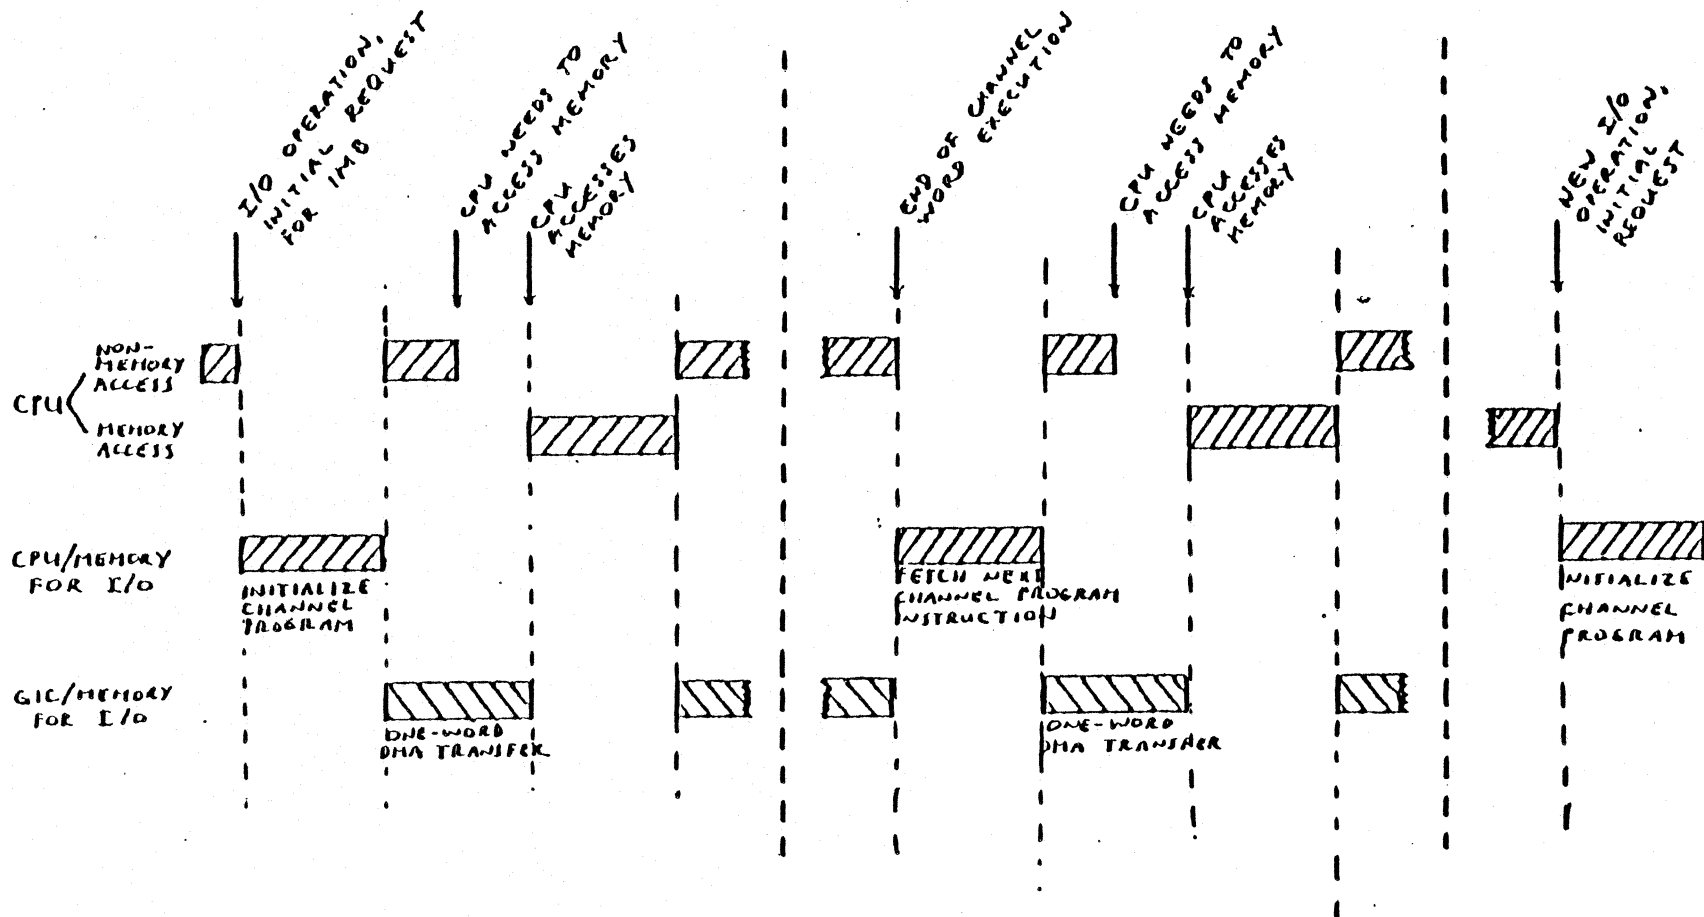 I/O OPERATION,
INITIAL REQUEST
FOR IMB
CPU NEEDS TO
ACCESS MEMORY
CPU
ACCESSES
MEMORY
END OF CHANNEL
WORD EXECUTION
CPU NEEDS TO
ACCESS MEMORY
CPU
ACCESSES
MEMORY
NEW I/O
OPERATION,
INITIAL
REQUEST
CPU
NON-
MEMORY
ACCESS
MEMORY
ACCESS
CPU/MEMORY
FOR I/O
INITIALIZE
CHANNEL
PROGRAM
FETCH NEXT
CHANNEL PROGRAM
INSTRUCTION
INITIALIZE
CHANNEL
PROGRAM
GIC/MEMORY
FOR I/O
ONE-WORD
DMA TRANSFER
ONE-WORD
DMA TRANSFER